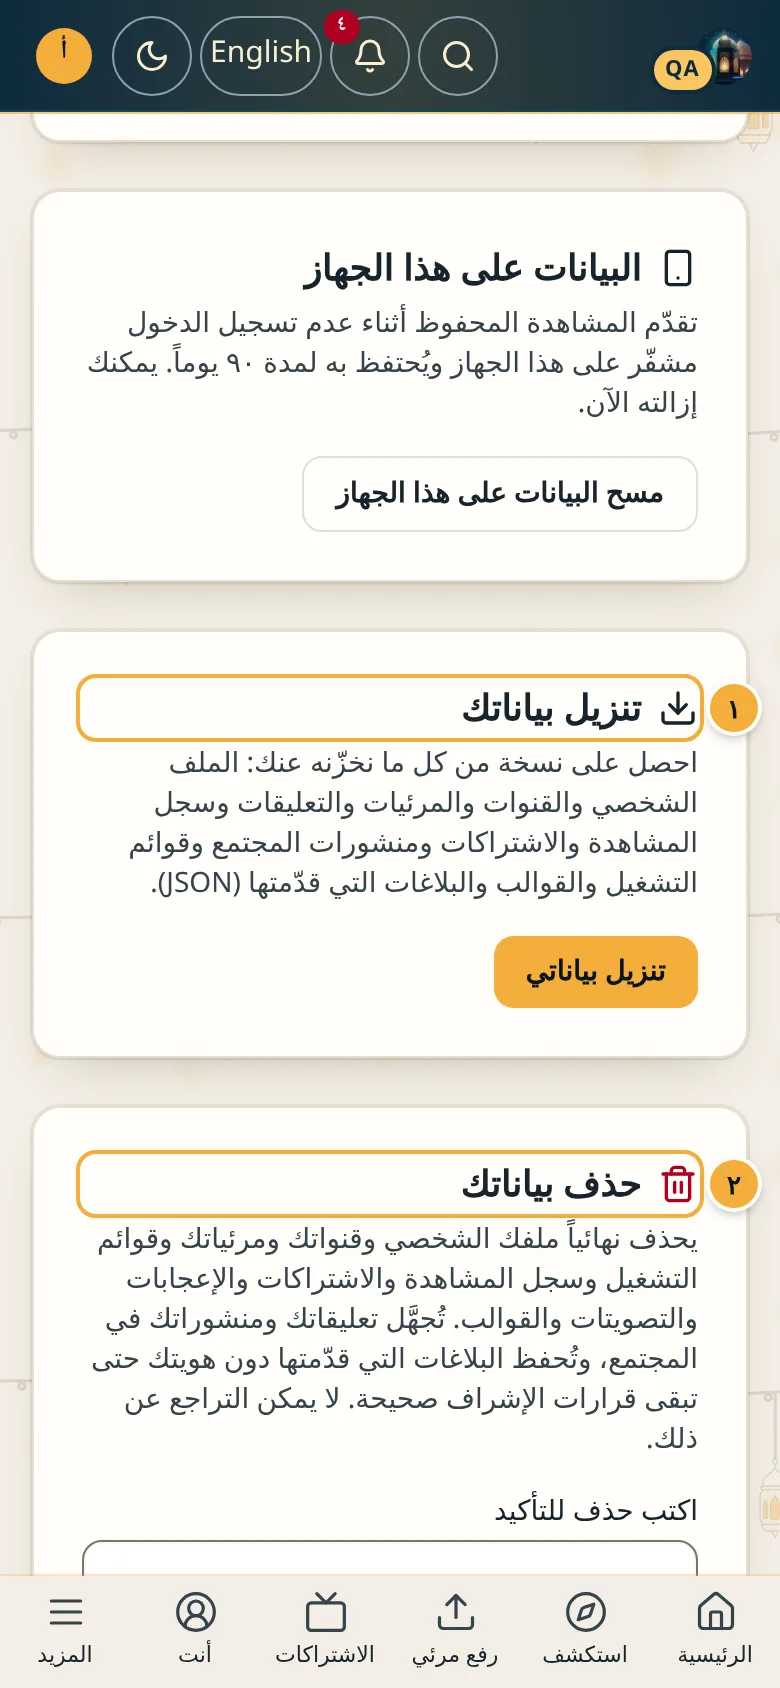 QA
٤
English
أ
البيانات على هذا الجهاز
تقدّم المشاهدة المحفوظ أثناء عدم تسجيل الدخول
مشفّر على هذا الجهاز ويُحتفظ به لمدة ٩٠ يوماً. يمكنك
إزالته الآن.
مسح البيانات على هذا الجهاز
١
تنزيل بياناتك
احصل على نسخة من كل ما نخزّنه عنك: الملف
الشخصي والقنوات والمرئيات والتعليقات وسجل
المشاهدة والاشتراكات ومنشورات المجتمع وقوائم
التشغيل والقوالب والبلاغات التي قدّمتها (JSON).
تنزيل بياناتي
٢
حذف بياناتك
يحذف نهائياً ملفك الشخصي وقنواتك ومرئياتك وقوائم
التشغيل وسجل المشاهدة والاشتراكات والإعجابات
والتصويتات والقوالب. تُجهَّل تعليقاتك ومنشوراتك في
المجتمع، وتُحفظ البلاغات التي قدّمتها دون هويتك حتى
تبقى قرارات الإشراف صحيحة. لا يمكن التراجع عن
ذلك.
اكتب حذف للتأكيد
الرئيسية
استكشف
رفع مرئي
الاشتراكات
أنت
المزيد